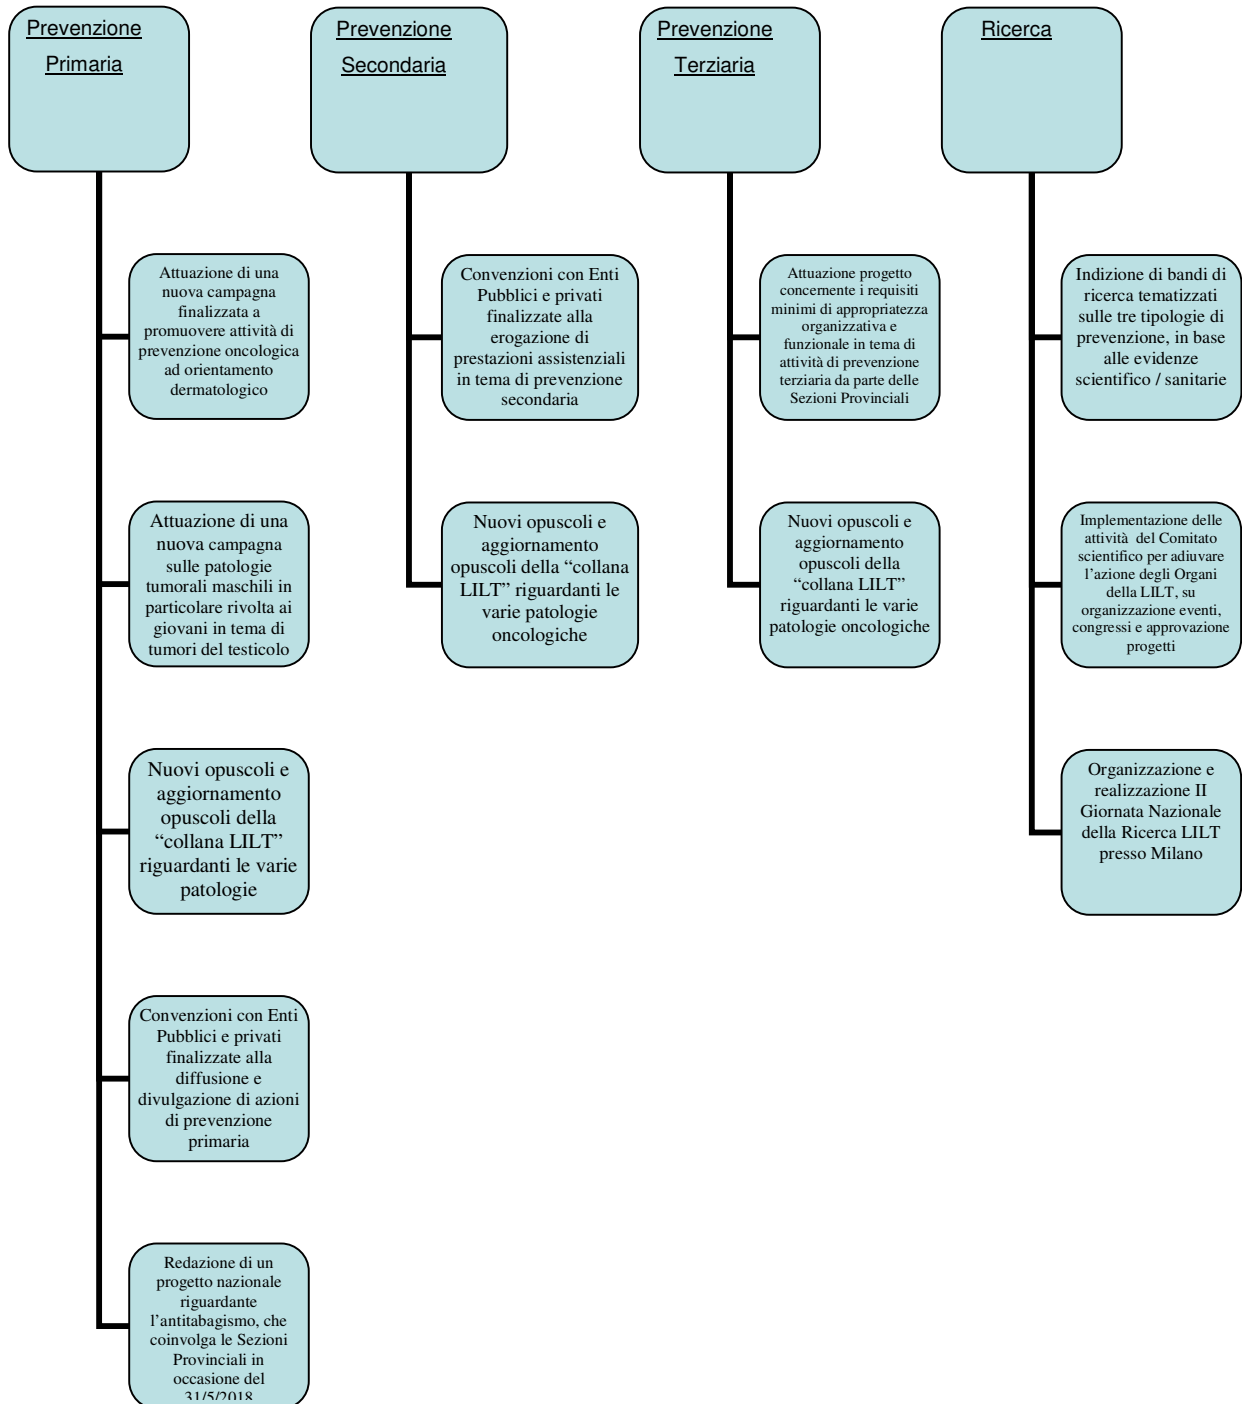 Prevenzione
Primaria
Attuazione di una
nuova campagna
finalizzata a
promuovere attività di
prevenzione oncologica
ad orientamento
dermatologico
Attuazione di una
nuova campagna
sulle patologie
tumorali maschili in
particolare rivolta ai
giovani in tema di
tumori del testicolo
Nuovi opuscoli e
aggiornamento
opuscoli della
“collana LILT”
riguardanti le varie
patologie
Convenzioni con Enti
Pubblici e privati
finalizzate alla
diffusione e
divulgazione di azioni
di prevenzione
primaria
Redazione di un
progetto nazionale
riguardante
l’antitabagismo, che
coinvolga le Sezioni
Provinciali in
occasione del
31/5/2018
Prevenzione
Secondaria
Convenzioni con Enti
Pubblici e privati
finalizzate alla
erogazione di
prestazioni assistenziali
in tema di prevenzione
secondaria
Nuovi opuscoli e
aggiornamento
opuscoli della “collana
LILT” riguardanti le
varie patologie
oncologiche
Prevenzione
Terziaria
Attuazione progetto
concernente i requisiti
minimi di appropriatezza
organizzativa e
funzionale in tema di
attività di prevenzione
terziaria da parte delle
Sezioni Provinciali
Nuovi opuscoli e
aggiornamento
opuscoli della
“collana LILT”
riguardanti le varie
patologie oncologiche
Ricerca
Indizione di bandi di
ricerca tematizzati
sulle tre tipologie di
prevenzione, in base
alle evidenze
scientifico / sanitarie
Implementazione delle
attività del Comitato
scientifico per adiuvare
l’azione degli Organi
della LILT, su
organizzazione eventi,
congressi e approvazione
progetti
Organizzazione e
realizzazione II
Giornata Nazionale
della Ricerca LILT
presso Milano